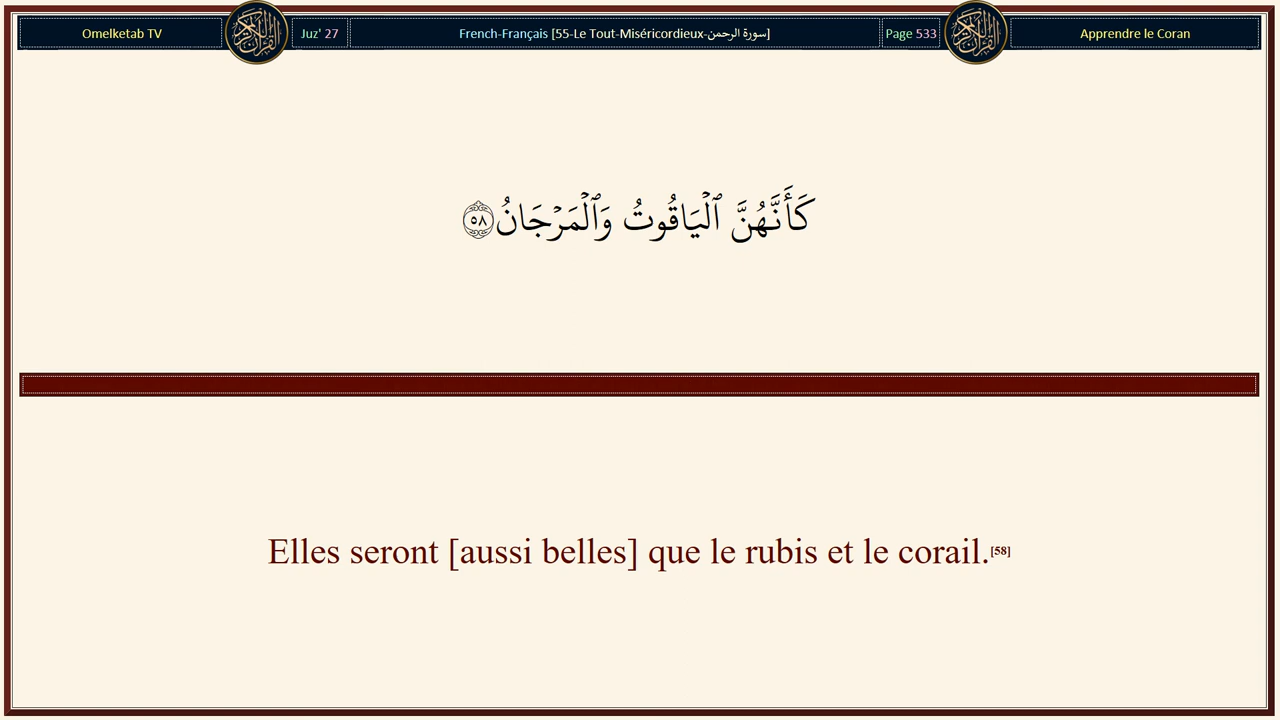 Omelketab TV
Juz' 27
French-Français [55-Le Tout-Miséricordieux-سورة الرحمن]
Page 533
Apprendre le Coran
كَأَنَّهُنَّ ٱلْيَاقُوتُ وَٱلْمَرْجَانُ ٥٨
Elles seront [aussi belles] que le rubis et le corail.[58]